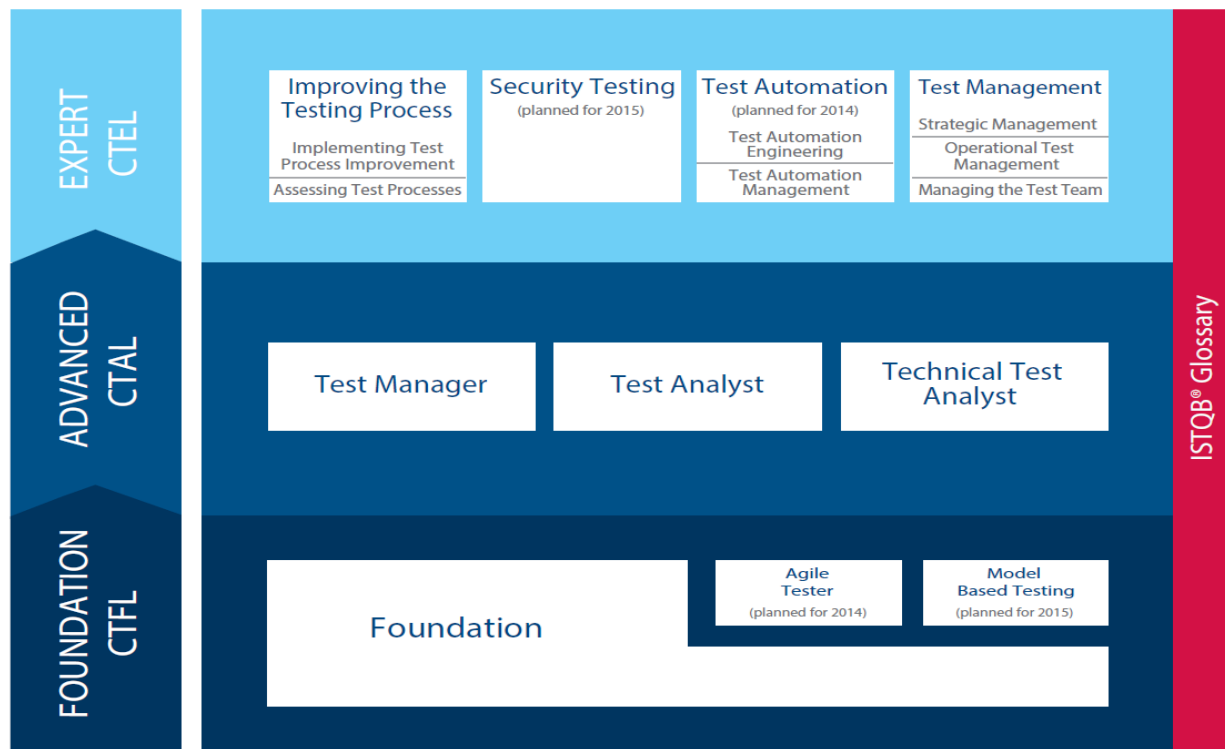 EXPERT
CTEL
Improving the
Testing Process
Implementing Test
Process Improvement
Assessing Test Processes
Security Testing
(planned for 2015)
Test Automation
(planned for 2014)
Test Automation
Engineering
Test Automation
Management
Test Management
Strategic Management
Operational Test
Management
Managing the Test Team
ADVANCED
CTAL
Test Manager
Test Analyst
Technical Test
Analyst
FOUNDATION
CTFL
Foundation
Agile
Tester
(planned for 2014)
Model
Based Testing
(planned for 2015)
ISTQB® Glossary